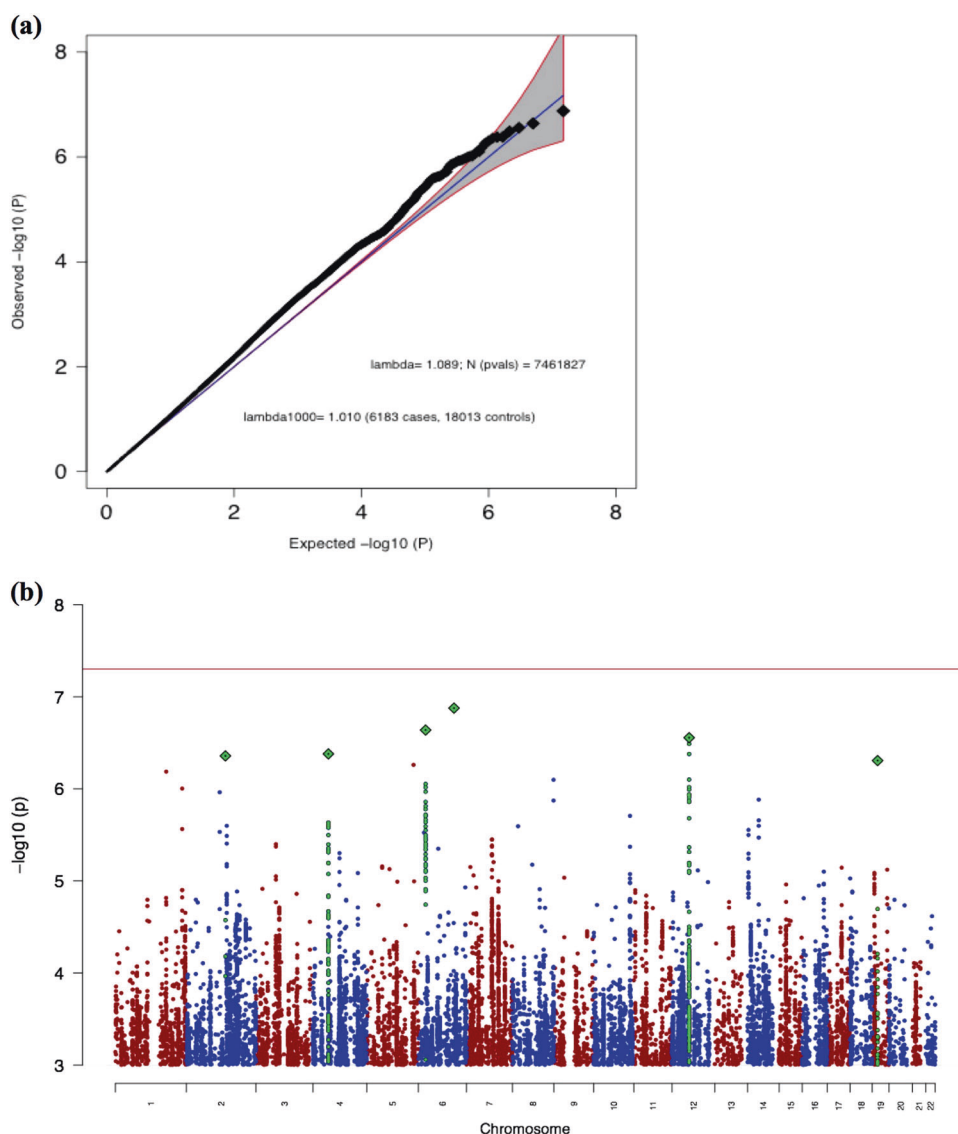 (a)
8
6
4
2
0
Observed −log10 (P)
lambda= 1.089; N (pvals) = 7461827
lambda1000= 1.010 (6183 cases, 18013 controls)
0 2 4 6 8
Expected −log10 (P)
(b)
8
7
6
5
4
3
−log10 (p)
1 2 3 4 5 6 7 8 9 10 11 12 13 14 15 16 17 18 19 20 21 22
Chromosome